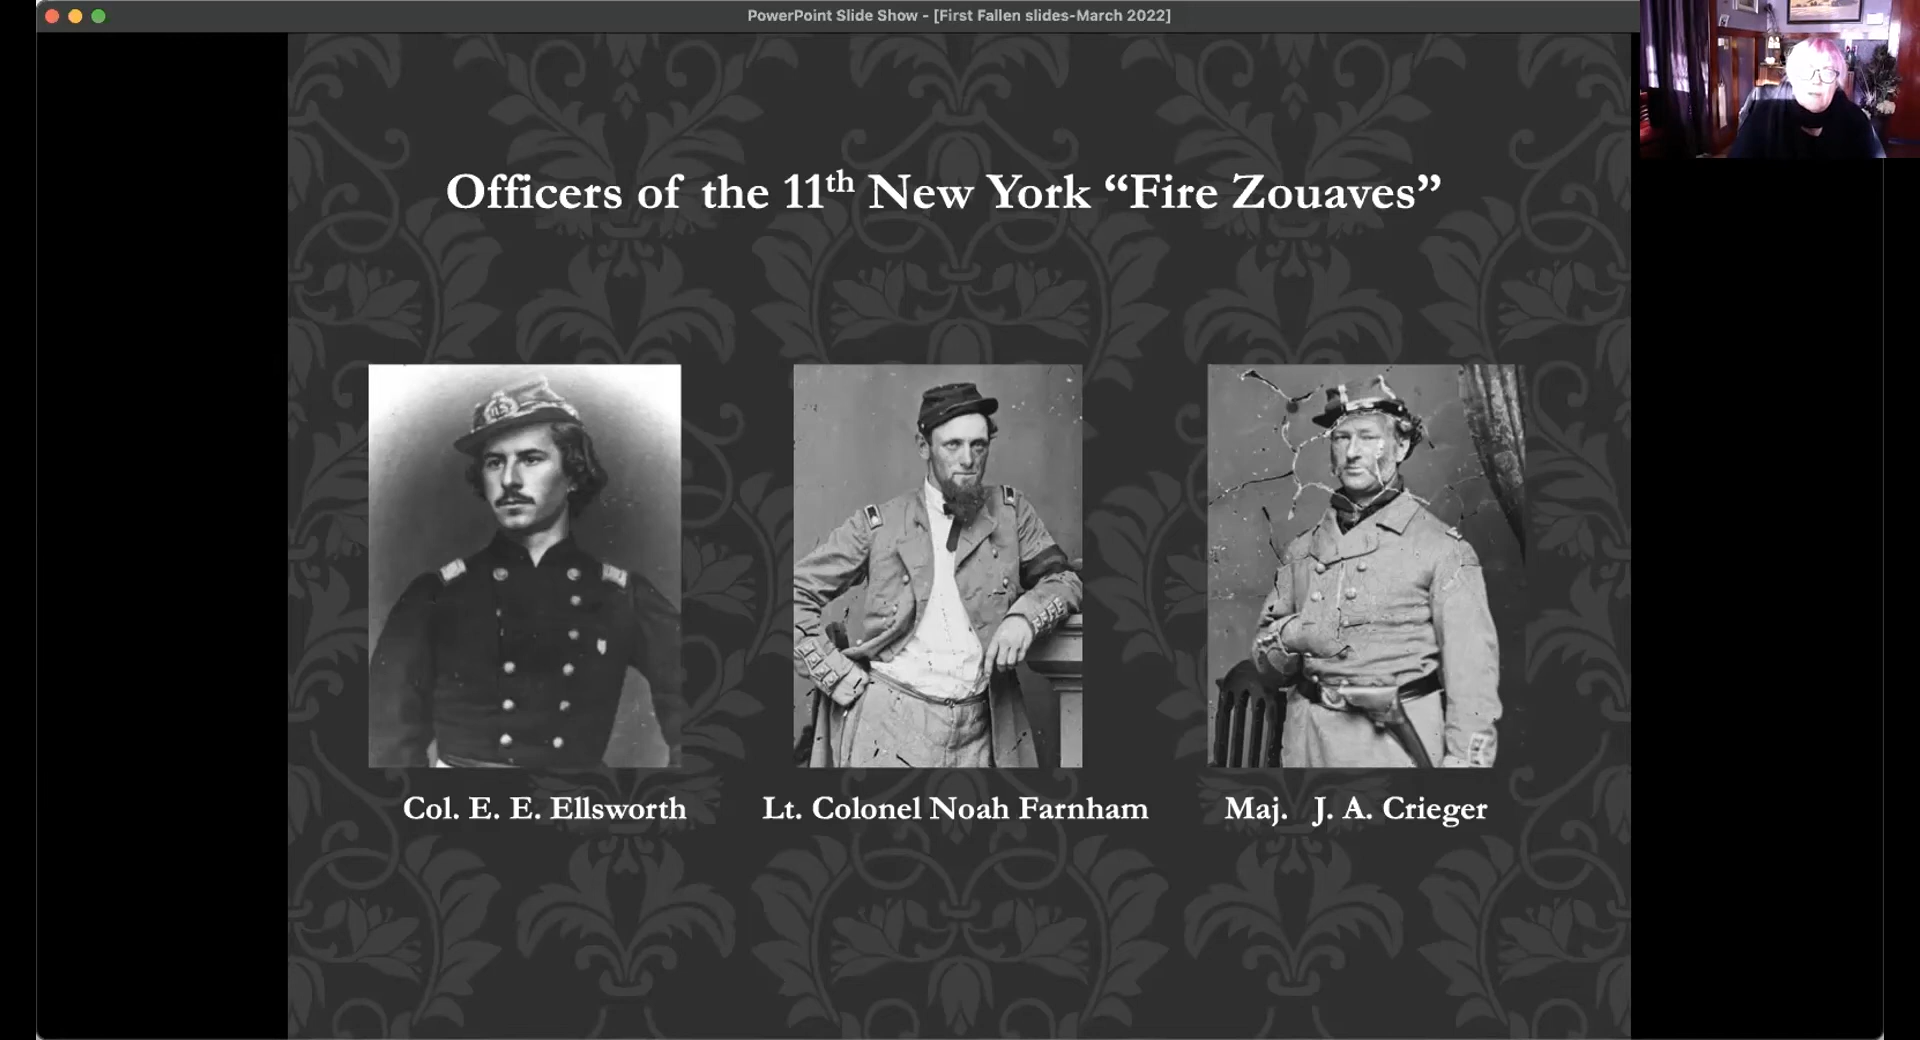 PowerPoint Slide Show - [First Fallen slides-March 2022]
Officers of the 11th New York “Fire Zouaves”
Col. E. E. Ellsworth
Lt. Colonel Noah Farnham
Maj. J. A. Crieger